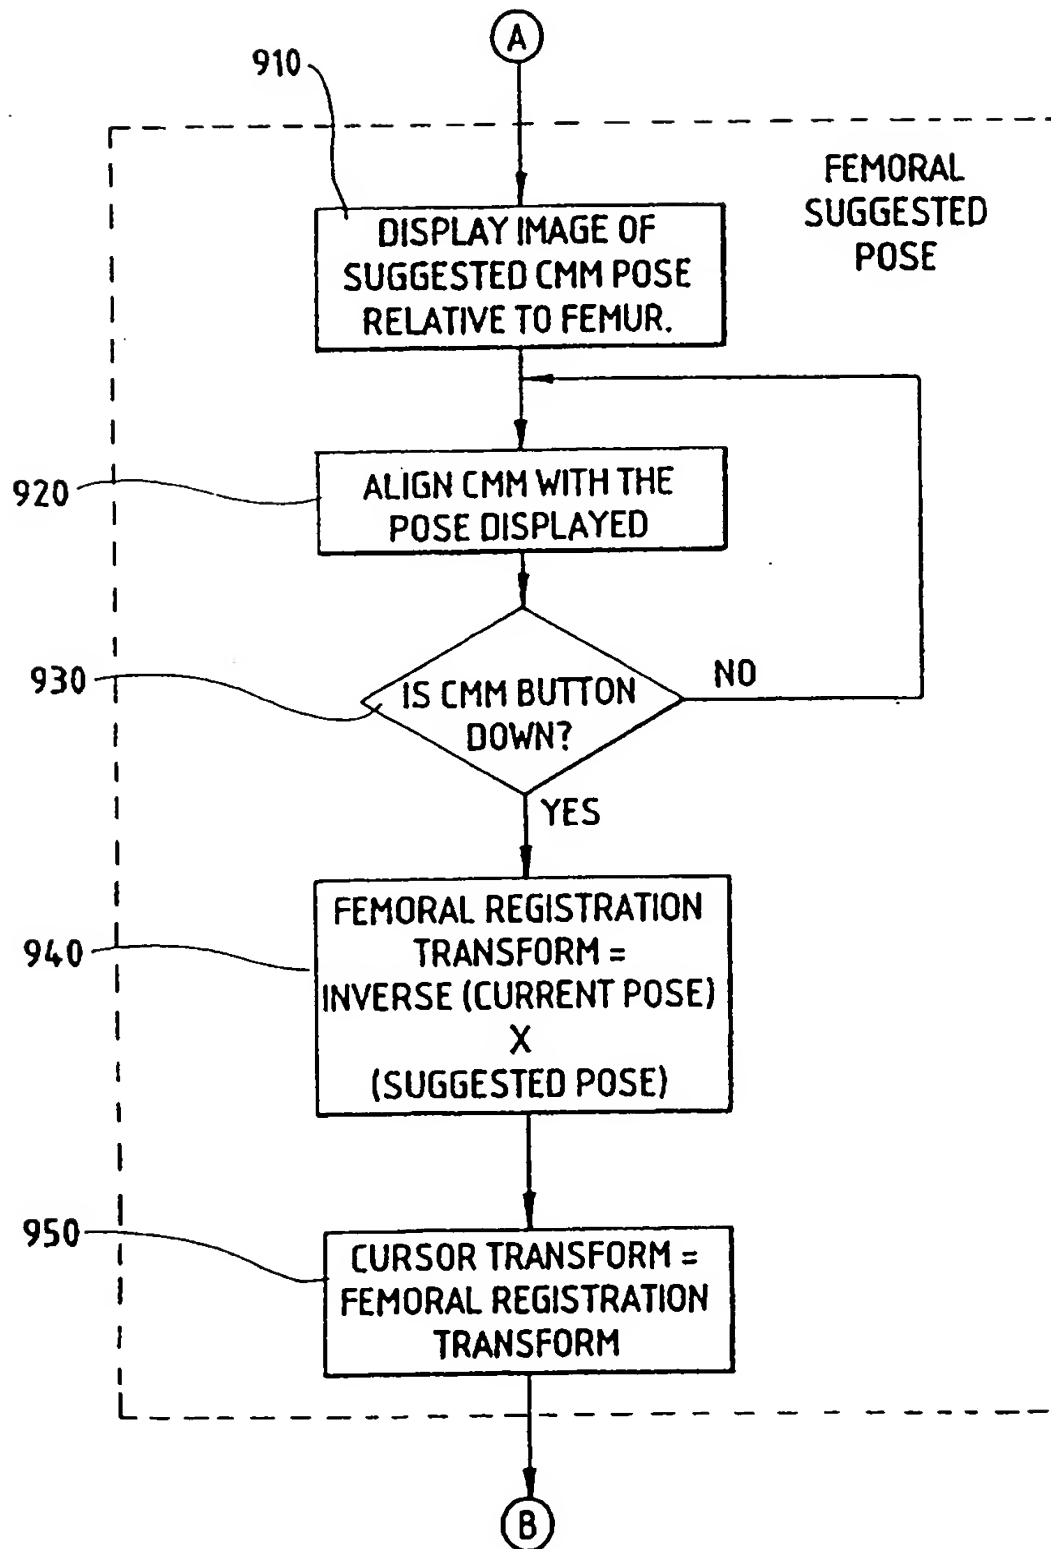 A
910
FEMORAL
SUGGESTED
POSE
DISPLAY IMAGE OF
SUGGESTED CMM POSE
RELATIVE TO FEMUR.
920
ALIGN CMM WITH THE
POSE DISPLAYED
930
IS CMM BUTTON
DOWN?
NO
YES
940
FEMORAL REGISTRATION
TRANSFORM =
INVERSE (CURRENT POSE)
X
(SUGGESTED POSE)
950
CURSOR TRANSFORM =
FEMORAL REGISTRATION
TRANSFORM
B